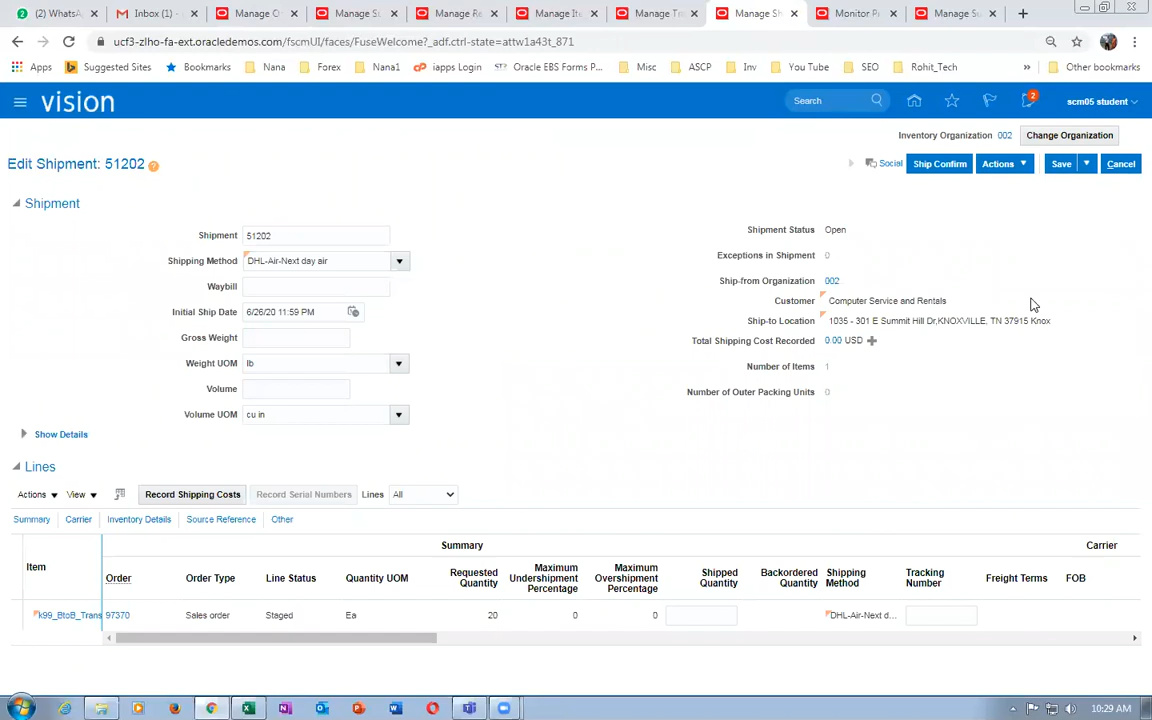 (2) WhatsA
Inbox (1) -
Manage O
Manage Sh
Manage Re
Manage Ite
Manage Tr
Manage Sh
Monitor P
Manage Su
ucf3-zlho-fa-ext.oracledemos.com/fscmUI/faces/FuseWelcome?_adf.ctrl-state=attw1a43t_871
Apps
Suggested Sites
Bookmarks
Nana
Forex
Nana1
iapps Login
Oracle EBS Forms P...
Misc
ASCP
Inv
You Tube
SEO
Rohit_Tech
»
Other bookmarks
vision
Search
2
scm05 student
Inventory Organization 002 Change Organization
Edit Shipment: 51202
Social
Ship Confirm
Actions
Save
Cancel
Shipment
Shipment 51202
Shipping Method DHL-Air-Next day air
Waybill
Initial Ship Date 6/26/20 11:59 PM
Gross Weight
Weight UOM lb
Volume
Volume UOM cu in
Shipment Status Open
Exceptions in Shipment 0
Ship-from Organization 002
Customer Computer Service and Rentals
Ship-to Location 1035 - 301 E Summit Hill Dr,KNOXVILLE, TN 37915 Knox
Total Shipping Cost Recorded 0.00 USD
Number of Items 1
Number of Outer Packing Units 0
Show Details
Lines
Actions View Record Shipping Costs Record Serial Numbers Lines All
Summary Carrier Inventory Details Source Reference Other
Summary Carrier
Item Order Order Type Line Status Quantity UOM Requested Quantity Maximum Undershipment Percentage Maximum Overshipment Percentage Shipped Quantity Backordered Quantity Shipping Method Tracking Number Freight Terms FOB
k99_BtoB_Trans 97370 Sales order Staged Ea 20 0 0 DHL-Air-Next d...
10:29 AM